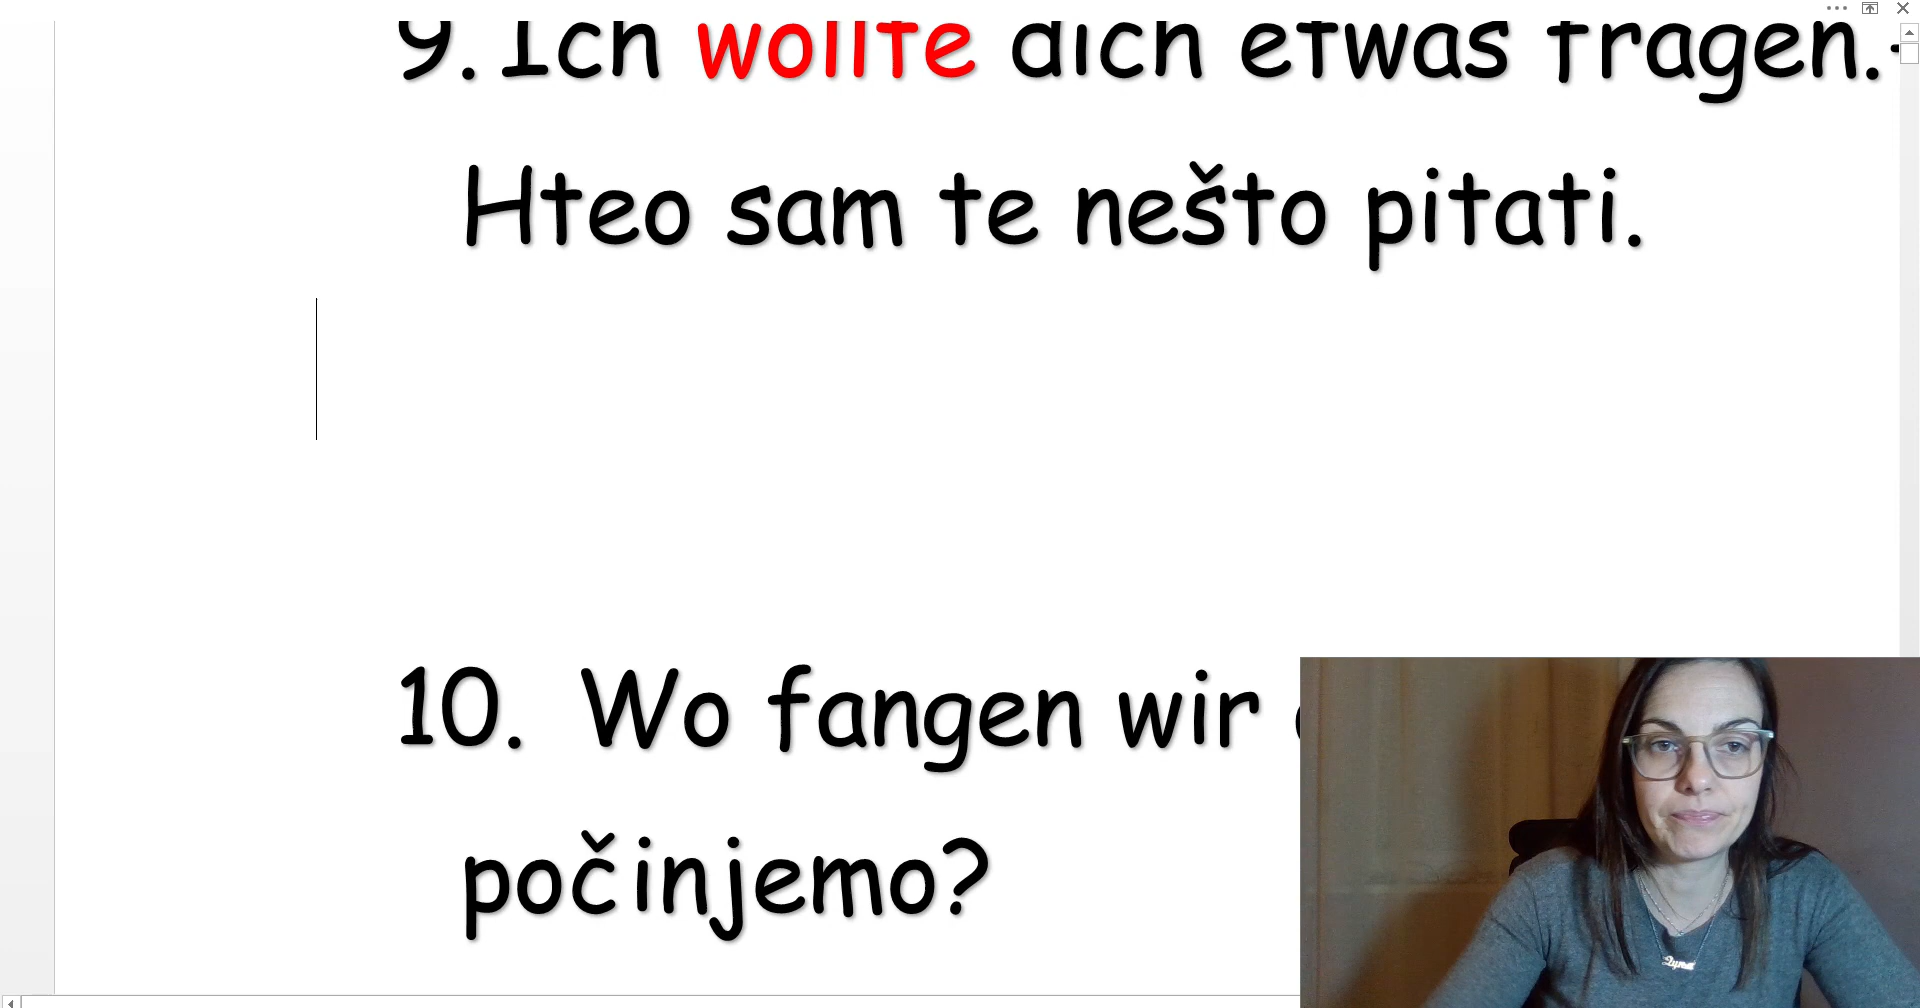 9. Ich wollte dich etwas fragen. -
Hteo sam te nešto pitati.
10. Wo fangen wir
počinjemo?